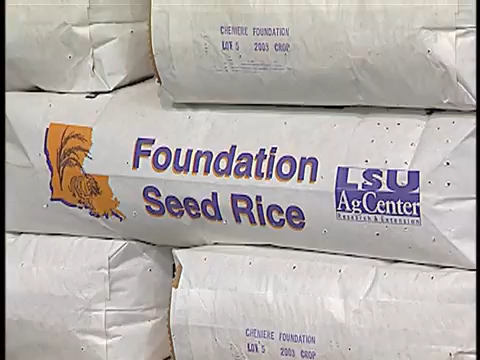 CHENIERE FOUNDATION
LOT 5 2003 CROP
Foundation
Seed Rice
LSU
AgCenter
Research & Extension
CHENIERE FOUNDATION
LOT 5 2003 CROP